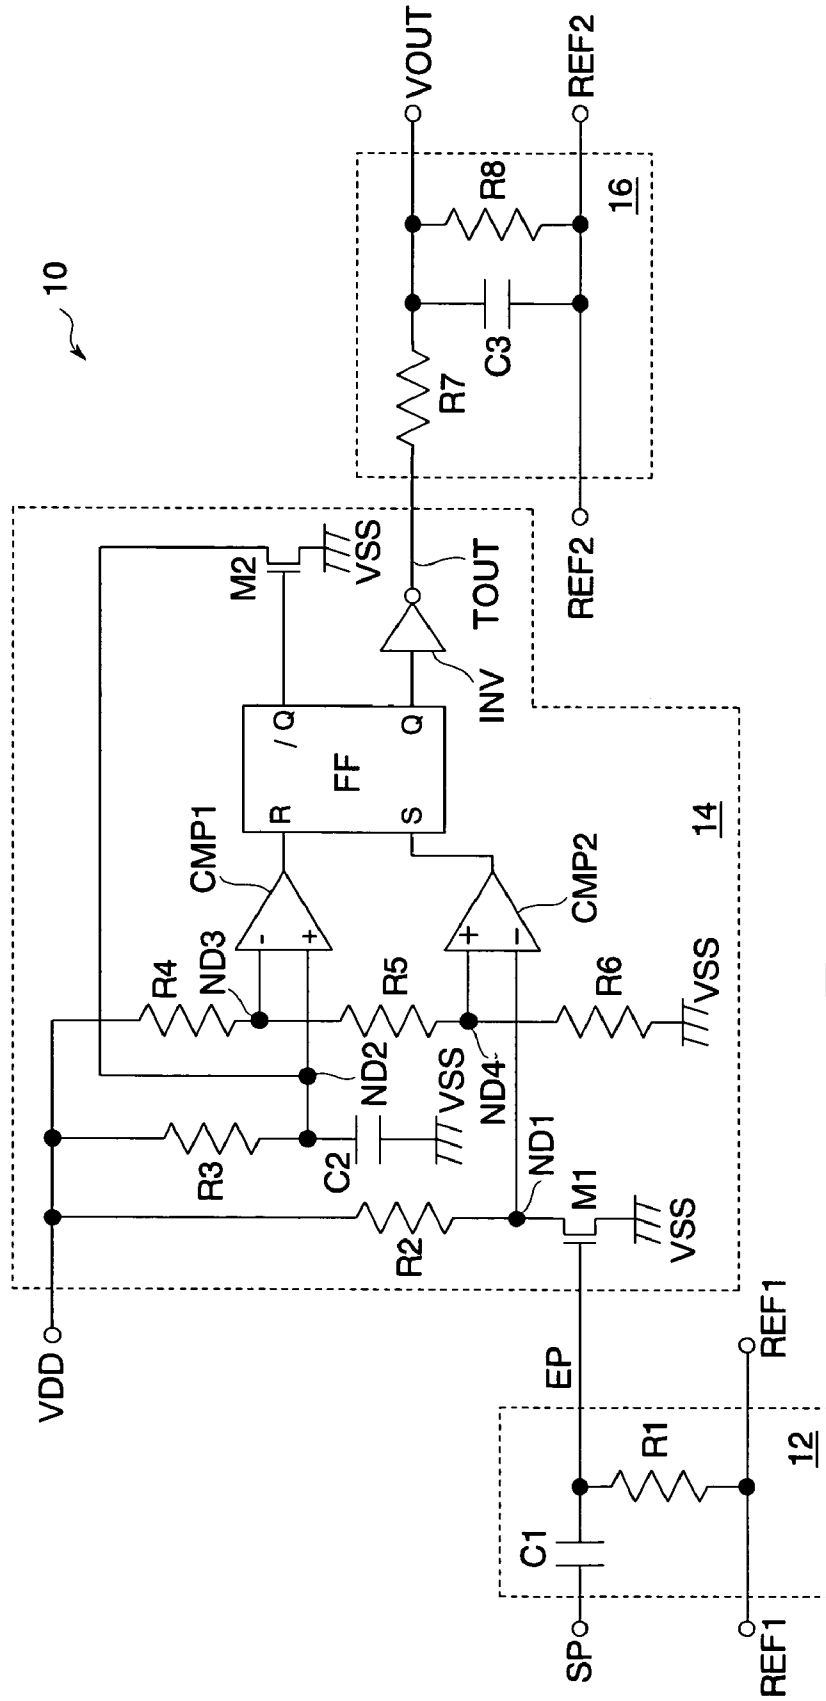 10
VDD
R4
ND3
CMP1
R
/Q
FF
S
Q
M2
VSS
-
+
R3
ND2
R5
C2
VSS
ND4
+
-
CMP2
INV
TOUT
R7
C3
R8
VOUT
REF2
REF2
16
R2
ND1
R6
VSS
M1
VSS
14
EP
C1
R1
SP
REF1
REF1
12